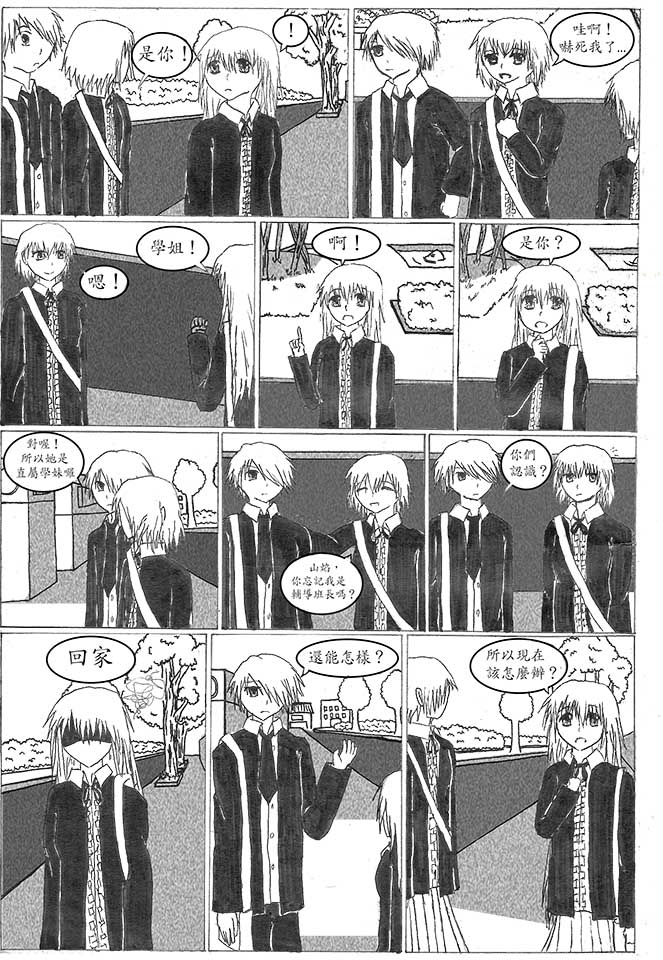 哇啊！
嚇死我了...
！
是你！
是你？
啊！
學姐！
嗯！
你們
認識？
山焰，
你忘記我是
輔導班長嗎？
對喔！
所以她是
直屬學妹囉
所以現在
該怎麼辦？
還能怎樣？
回家